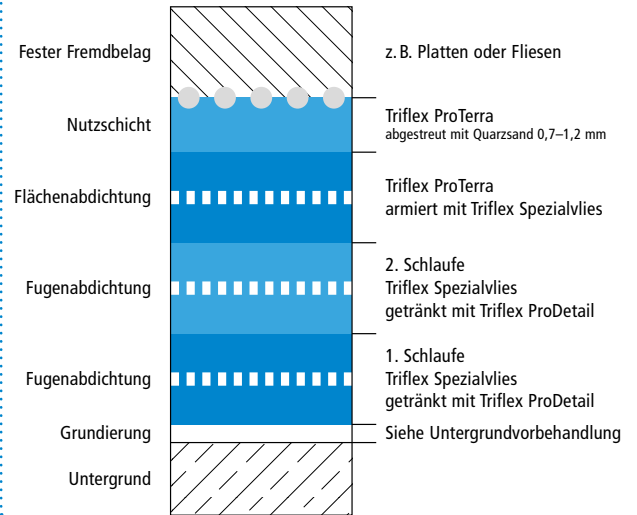 Fester Fremdbelag
z. B. Platten oder Fliesen
Nutzschicht
Triflex ProTerra
abgestreut mit Quarzsand 0,7–1,2 mm
Flächenabdichtung
Triflex ProTerra
armiert mit Triflex Spezialvlies
Fugenabdichtung
2. Schlaufe
Triflex Spezialvlies
getränkt mit Triflex ProDetail
Fugenabdichtung
1. Schlaufe
Triflex Spezialvlies
getränkt mit Triflex ProDetail
Grundierung
Siehe Untergrundvorbehandlung
Untergrund